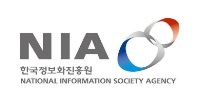 NIA
한국정보화진흥원
NATIONAL INFORMATION SOCIETY AGENCY